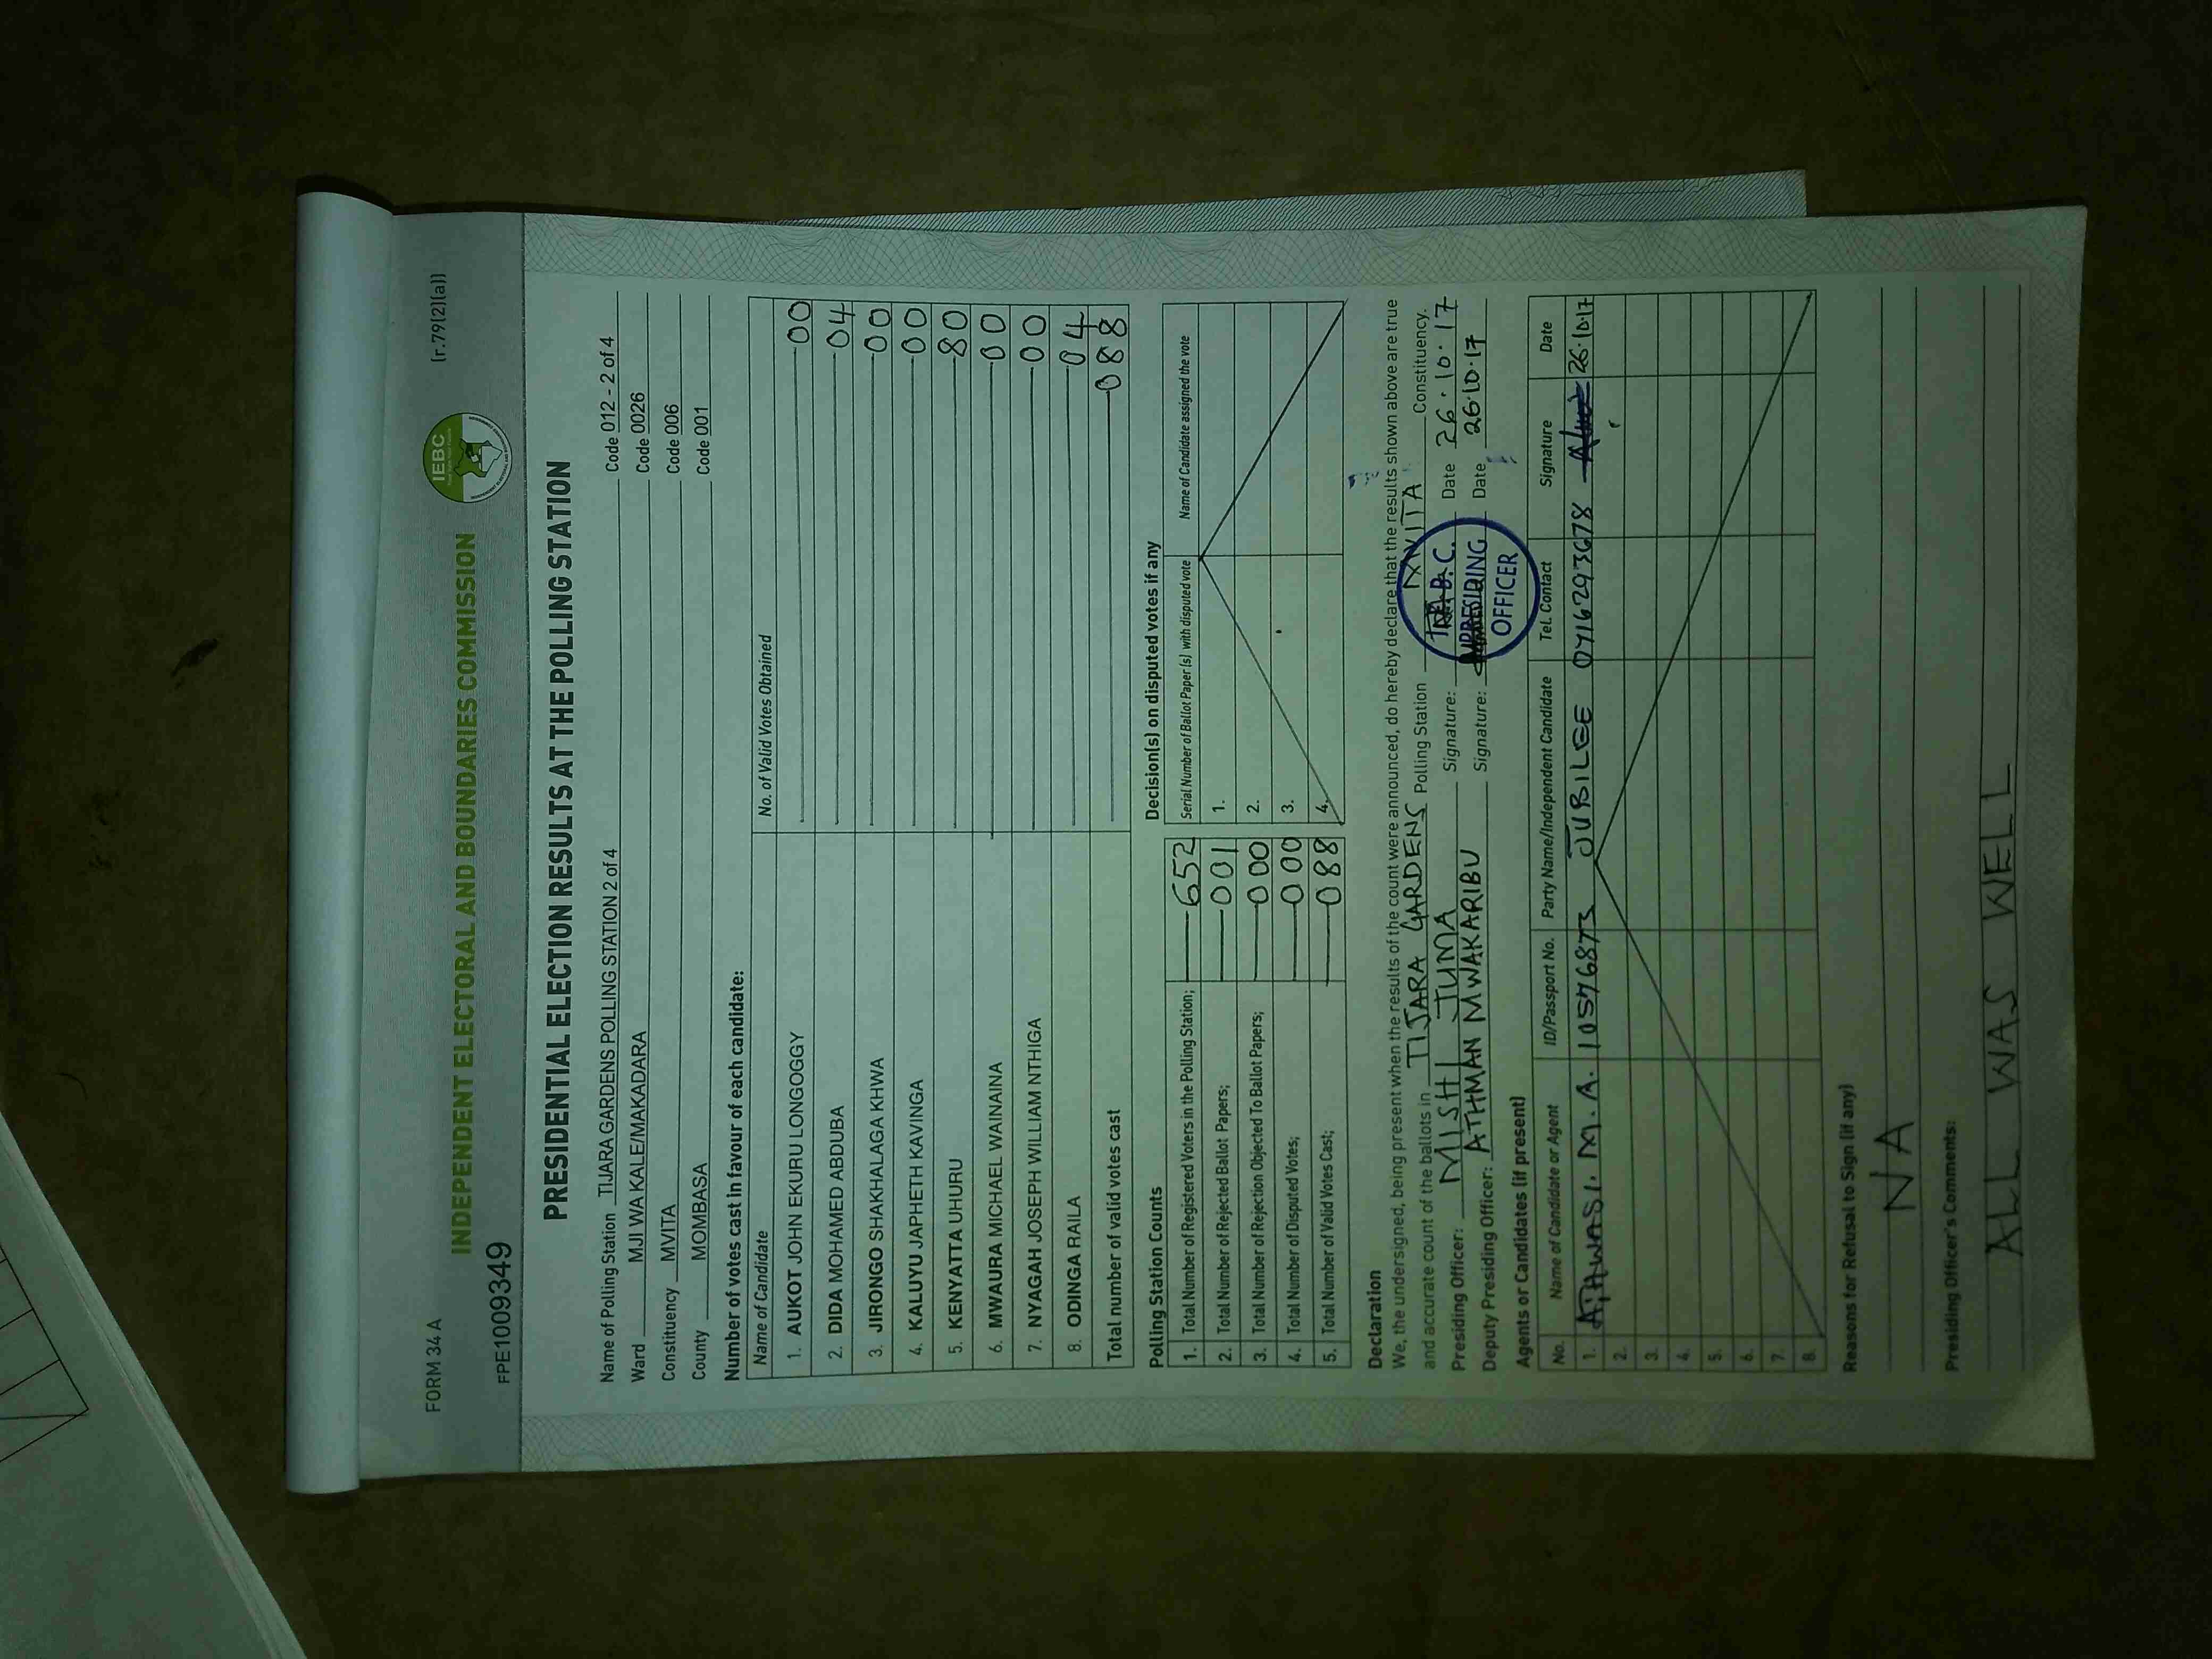 FORM 34 A
(r.79(2)(a))
IEBC
INDEPENDENT ELECTORAL AND BOUNDARIES COMMISSION
FPE1009349
PRESIDENTIAL ELECTION RESULTS AT THE POLLING STATION
Name of Polling Station TIJARA GARDENS POLLING STATION 2 of 4 Code 012 - 2 of 4
Ward MJI WA KALE/MAKADARA Code 0026
Constituency MVITA Code 006
County MOMBASA Code 001
Number of votes cast in favour of each candidate:
Name of Candidate No. of Valid Votes Obtained
1. AUKOT JOHN EKURU LONGOGGY 00
2. DIDA MOHAMED ABDUBA 04
3. JIRONGO SHAKHALAGA KHWA 00
4. KALUYU JAPHETH KAVINGA 00
5. KENYATTA UHURU 80
6. MWAURA MICHAEL WAINAINA 00
7. NYAGAH JOSEPH WILLIAM NTHIGA 00
8. ODINGA RAILA 04
Total number of valid votes cast 088
Polling Station Counts
1. Total Number of Registered Voters in the Polling Station; 652
2. Total Number of Rejected Ballot Papers; 001
3. Total Number of Rejection Objected To Ballot Papers; 000
4. Total Number of Disputed Votes; 000
5. Total Number of Valid Votes Cast; 088
Decision(s) on disputed votes if any
Serial Number of Ballot Paper(s) with disputed vote Name of Candidate assigned the vote
1.
2.
3.
4.
Declaration
We, the undersigned, being present when the results of the count were announced, do hereby declare that the results shown above are true
and accurate count of the ballots in TIJARA GARDENS Polling Station MVITA Constituency.
Presiding Officer: MISHI JUMA Signature: Date 26.10.17
Deputy Presiding Officer: ATHMAN MWAKARIBU Signature: Date 26.10.17
PRESIDING
OFFICER
Agents or Candidates (if present)
No. Name of Candidate or Agent ID/Passport No. Party Name/Independent Candidate Tel. Contact Signature Date
1. M.A. JUBILEE 0716293678 26.10.17
2.
3.
4.
5.
6.
7.
8.
Reasons for Refusal to Sign (if any)
NA
Presiding Officer's Comments:
ALL WAS WELL